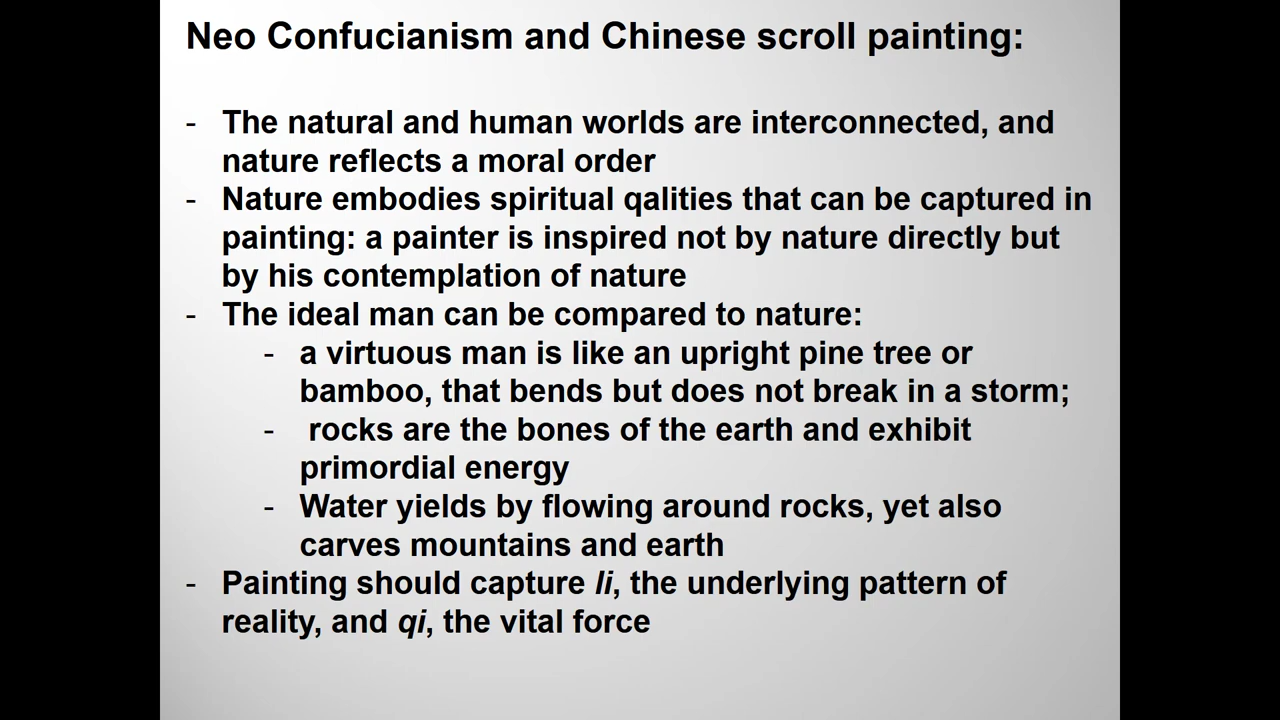 Neo Confucianism and Chinese scroll painting:
- The natural and human worlds are interconnected, and
nature reflects a moral order
- Nature embodies spiritual qalities that can be captured in
painting: a painter is inspired not by nature directly but
by his contemplation of nature
- The ideal man can be compared to nature:
- a virtuous man is like an upright pine tree or
bamboo, that bends but does not break in a storm;
- rocks are the bones of the earth and exhibit
primordial energy
- Water yields by flowing around rocks, yet also
carves mountains and earth
- Painting should capture li, the underlying pattern of
reality, and qi, the vital force